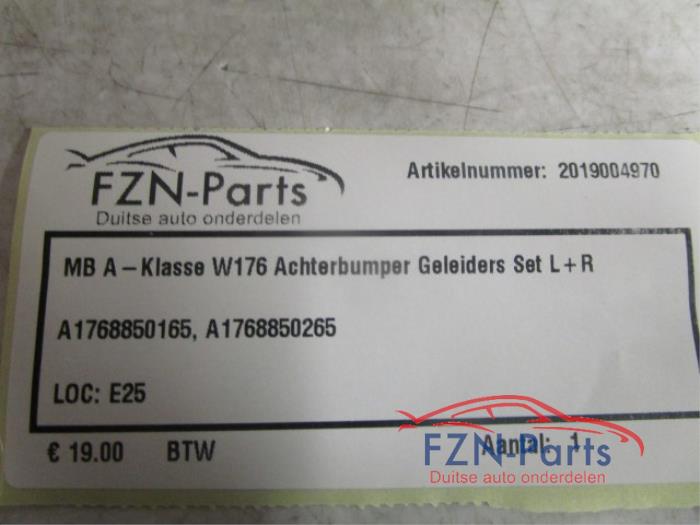 FZN-Parts
Duitse auto onderdelen
Artikelnummer: 2019004970
MB A – Klasse W176 Achterbumper Geleiders Set L + R
A1768850165, A1768850265
LOC: E25
€ 19.00 BTW Aantal: 1
FZN-Parts
Duitse auto onderdelen